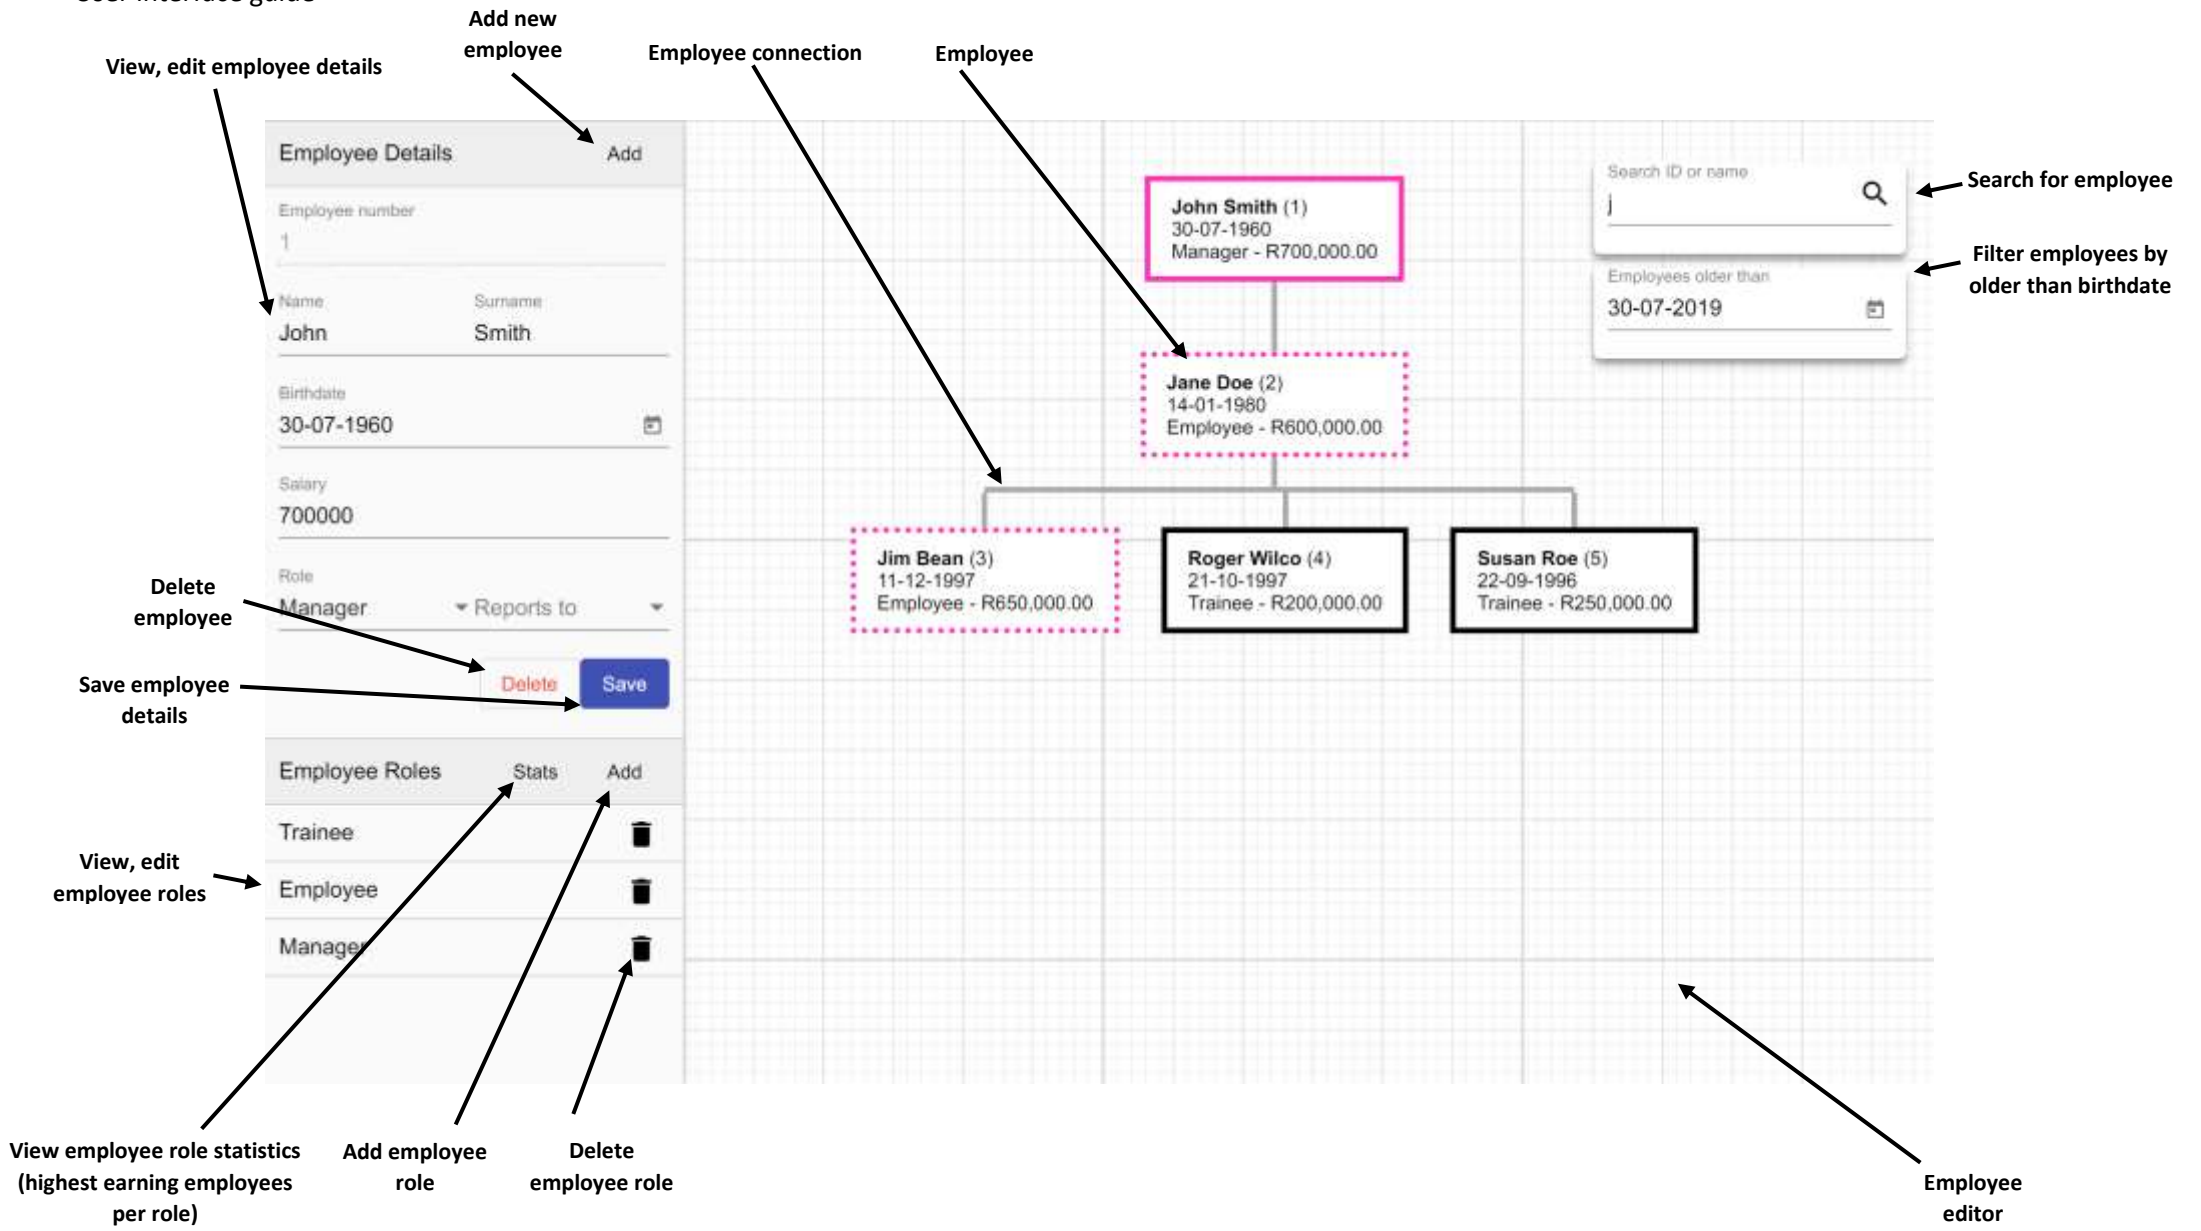 User interface guide
Add new
employee
Employee connection
Employee
View, edit employee details
Employee Details
Add
Search ID or name
j
Search for employee
Employee number
1
John Smith (1)
30-07-1960
Manager - R700,000.00
Filter employees by
older than birthdate
Employees older than
30-07-2019
Name
Surname
John
Smith
Jane Doe (2)
14-01-1980
Employee - R600,000.00
Birthdate
30-07-1960
Salary
700000
Jim Bean (3)
11-12-1997
Employee - R650,000.00
Roger Wilco (4)
21-10-1997
Trainee - R200,000.00
Susan Roe (5)
22-09-1996
Trainee - R250,000.00
Role
Manager
Reports to
Delete
employee
Delete
Save
Save employee
details
Employee Roles
Stats
Add
Trainee
Employee
Manager
View, edit
employee roles
View employee role statistics
(highest earning employees
per role)
Add employee
role
Delete
employee role
Employee
editor